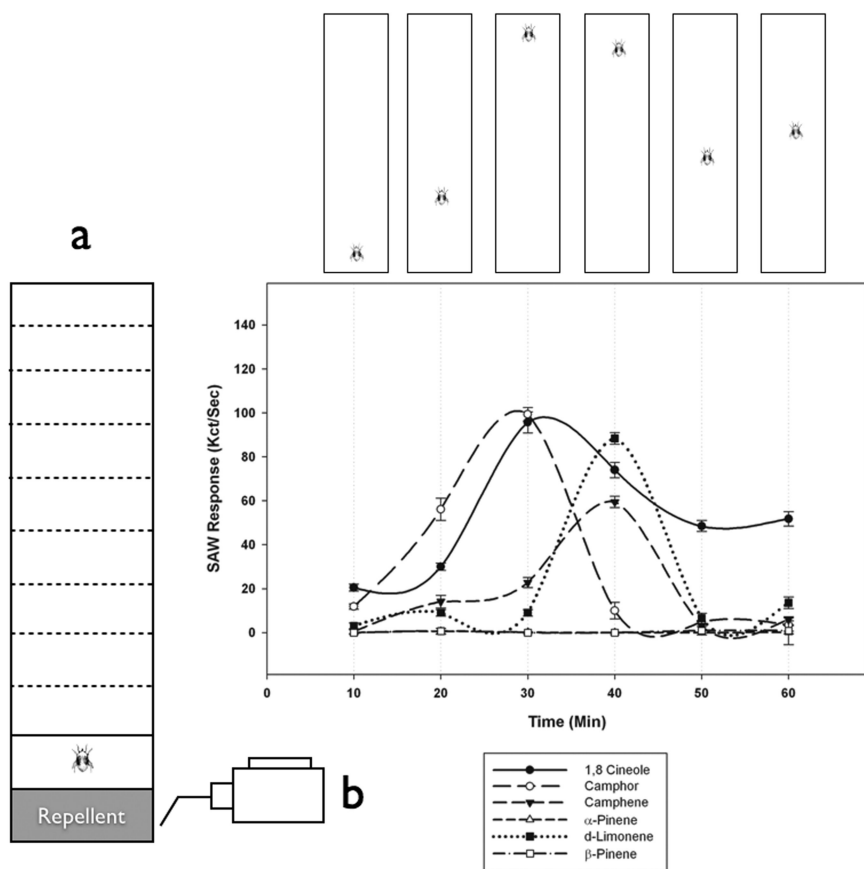 a
Repellent
b
SAW Response (Kct/Sec)
140
120
100
80
60
40
20
0
0 10 20 30 40 50 60
Time (Min)
1,8 Cineole
Camphor
Camphene
α-Pinene
d-Limonene
β-Pinene